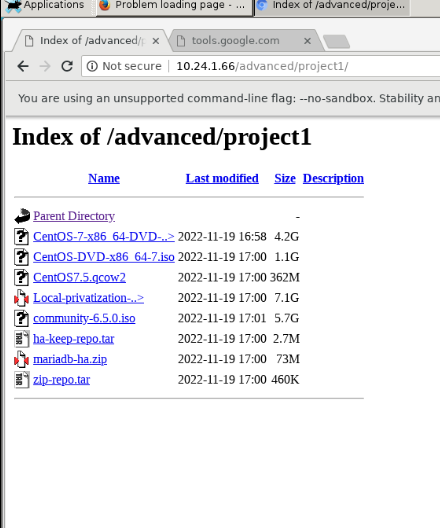 Applications Problem loading page - ... Index of /advanced/proje...
Index of /advanced/p tools.google.com
Not secure 10.24.1.66/advanced/project1/
You are using an unsupported command-line flag: --no-sandbox. Stability an
Index of /advanced/project1
Name Last modified Size Description
Parent Directory -
CentOS-7-x86_64-DVD-..> 2022-11-19 16:58 4.2G
CentOS-DVD-x86_64-7.iso 2022-11-19 17:00 1.1G
CentOS7.5.qcow2 2022-11-19 17:00 362M
Local-privatization-..> 2022-11-19 17:00 7.1G
community-6.5.0.iso 2022-11-19 17:01 5.7G
ha-keep-repo.tar 2022-11-19 17:00 2.7M
mariadb-ha.zip 2022-11-19 17:00 73M
zip-repo.tar 2022-11-19 17:00 460K